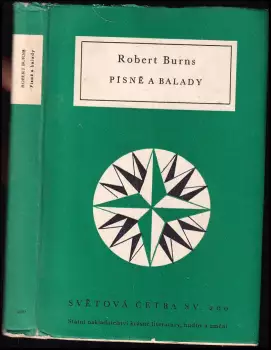 Robert Burns
PÍSNĚ A BALADY
SVĚTOVÁ ČETBA SV.
Státní nakladatelství krásné literatury, hudby a umění
ROBERT BURNS
Písně a balady